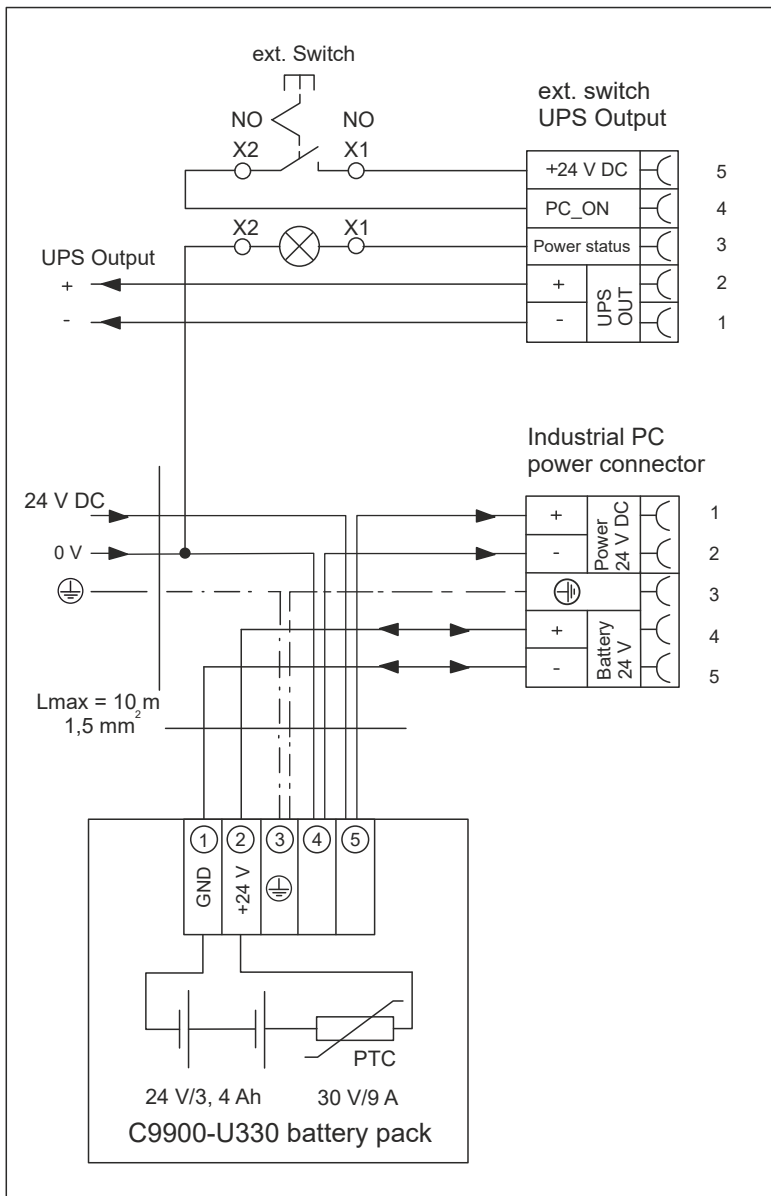 ext. Switch
NO NO
X2 X1
ext. switch
UPS Output
+24 V DC 5
PC_ON 4
X2 X1
Power status 3
UPS Output
+ + 2
- - 1
UPS
OUT
Industrial PC
power connector
24 V DC + 1
0 V - 2
Power
24 V DC
3
+ 4
- 5
Battery
24 V
Lmax = 10 m
1,5 mm²
1 2 3 4 5
GND
+24 V
PTC
24 V/3, 4 Ah 30 V/9 A
C9900-U330 battery pack